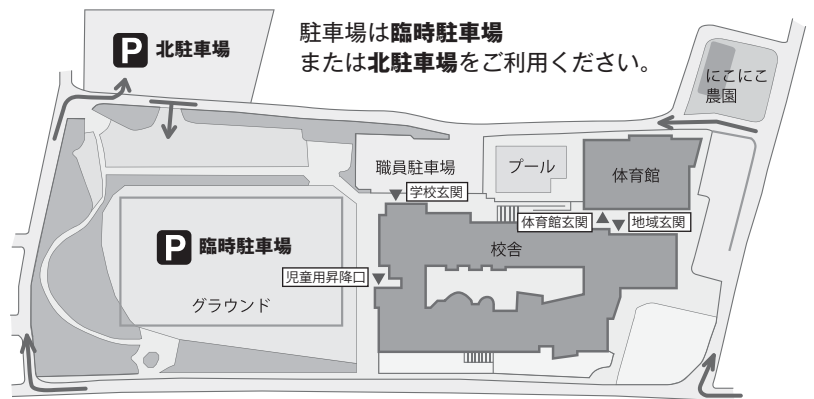 駐車場は臨時駐車場
または北駐車場をご利用ください。
P 北駐車場
にこにこ
農園
職員駐車場
プール
体育館
学校玄関
体育館玄関
地域玄関
P 臨時駐車場
校舎
児童用昇降口
グラウンド